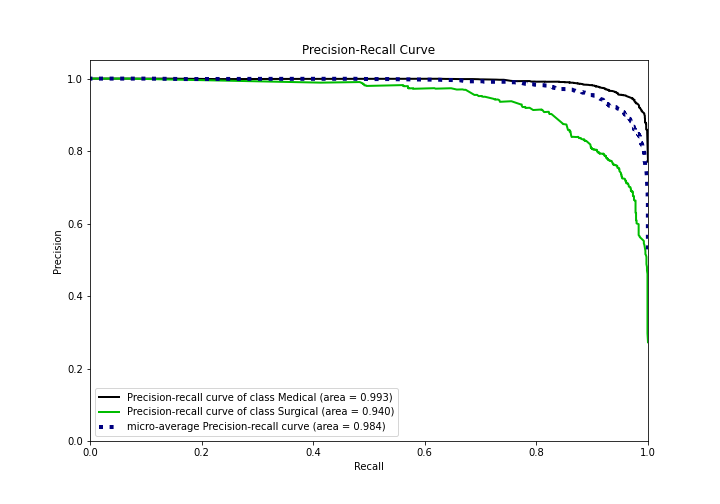 Precision-Recall Curve
1.0
0.8
0.6
0.4
0.2
0.0
Precision
Precision-recall curve of class Medical (area = 0.993)
Precision-recall curve of class Surgical (area = 0.940)
micro-average Precision-recall curve (area = 0.984)
0.0 0.2 0.4 0.6 0.8 1.0
Recall